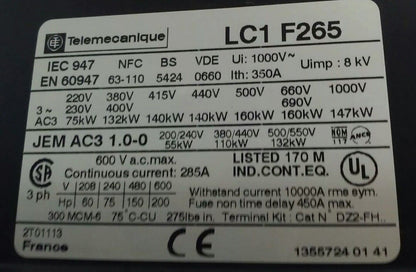 Telemecanique LC1 F265
IEC 947 NFC BS VDE Ui: 1000V~ Uimp: 8 kV
EN 60947 63-110 5424 0660 Ith: 350A
220V 380V 415V 440V 500V 660V 1000V
3~ 230V 400V 690V
AC3 75kW 132kW 140kW 140kW 160kW 160kW 147kW
JEM AC3 1.0-0 200/240V 380/440V 500/550V
55kW 110kW 132kW
600 V a.c.max. LISTED 170 M
Continuous current: 285A IND.CONT.EQ.
3 ph V 208 240 480 600 Withstand current 10000A rms sym.
Hp 60 75 150 200 Fuse non time delay 450A max.
300 MCM-6 75°C-CU 275lbs in. Terminal Kit: Cat N° DZ2-FH..
2T01113
France CE 1355724 01 41